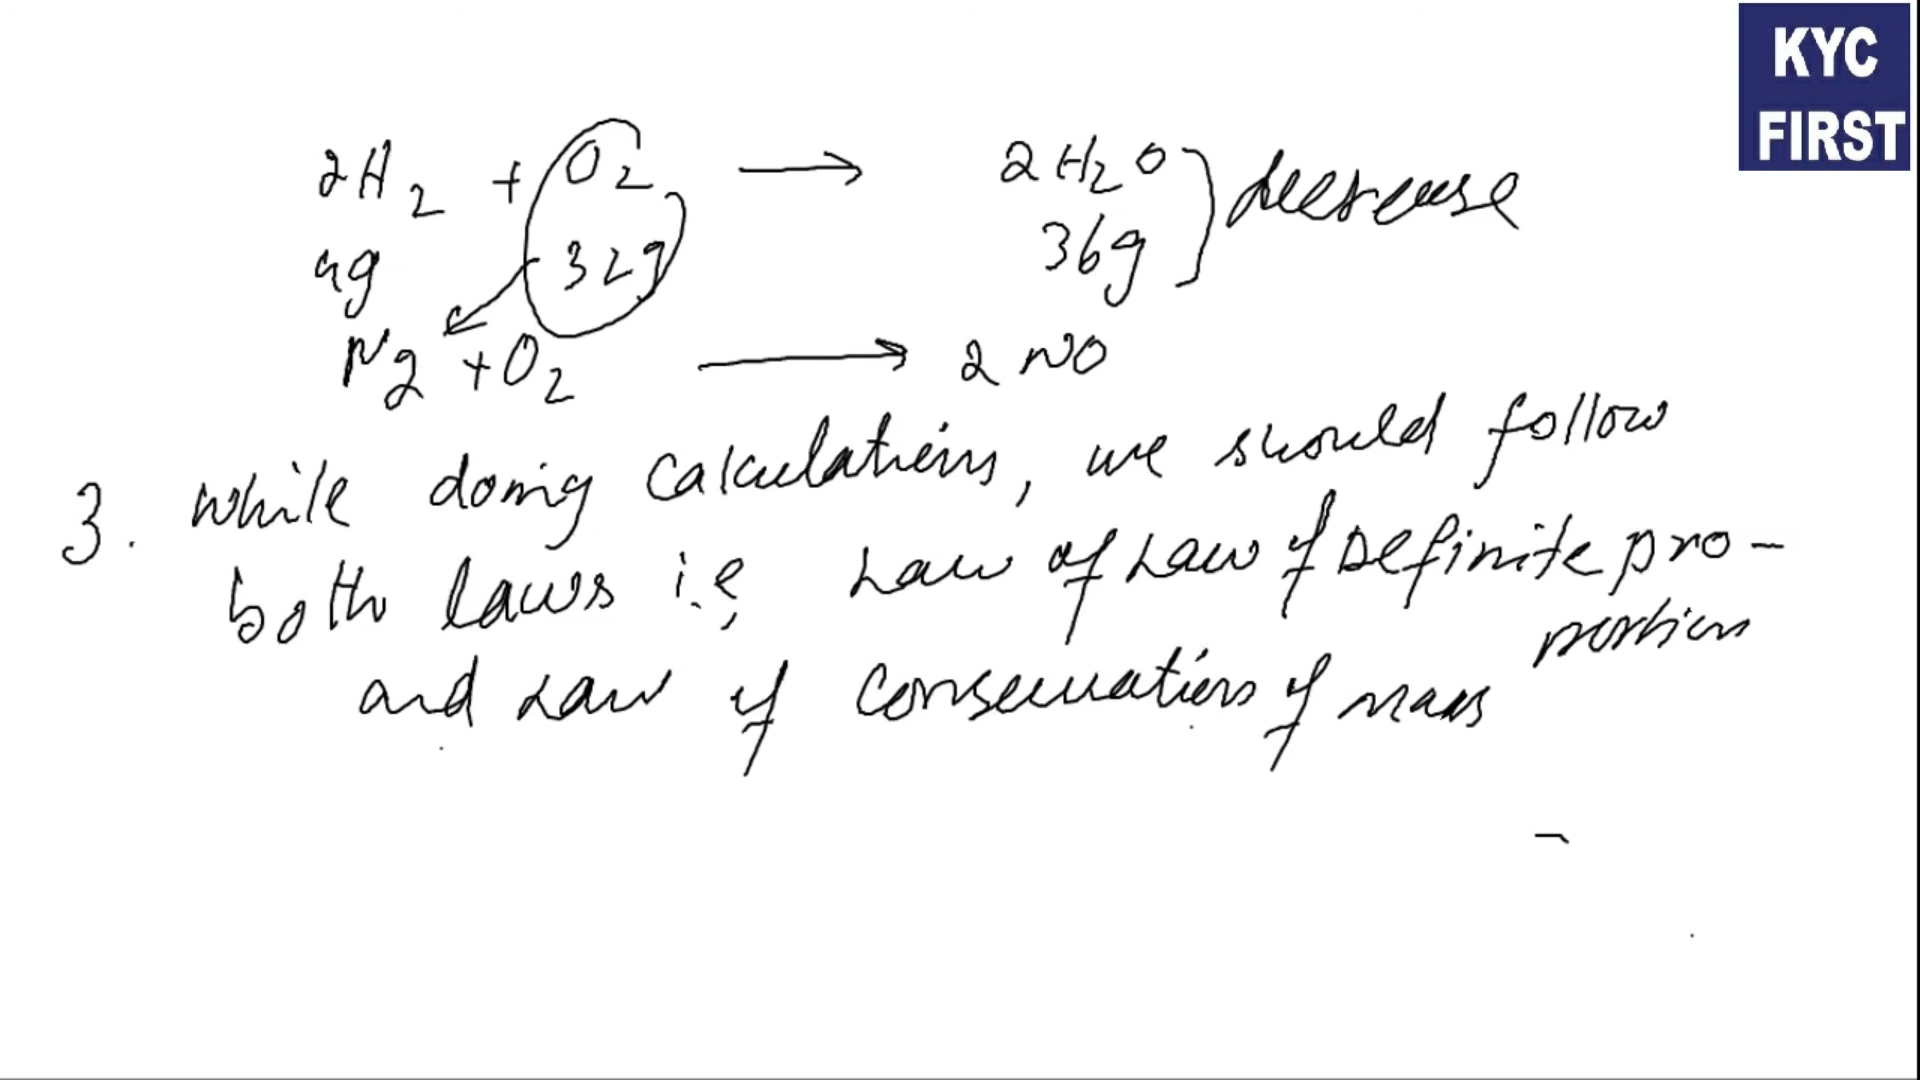 KYC
FIRST
2H2 + O2 → 2H2O
4g 32g 36g decrease
N2 + O2 → 2NO
3. While doing calculations, we should follow
both laws i.e, Law of Law of Definite pro-
portion
and Law of Conservation of mass